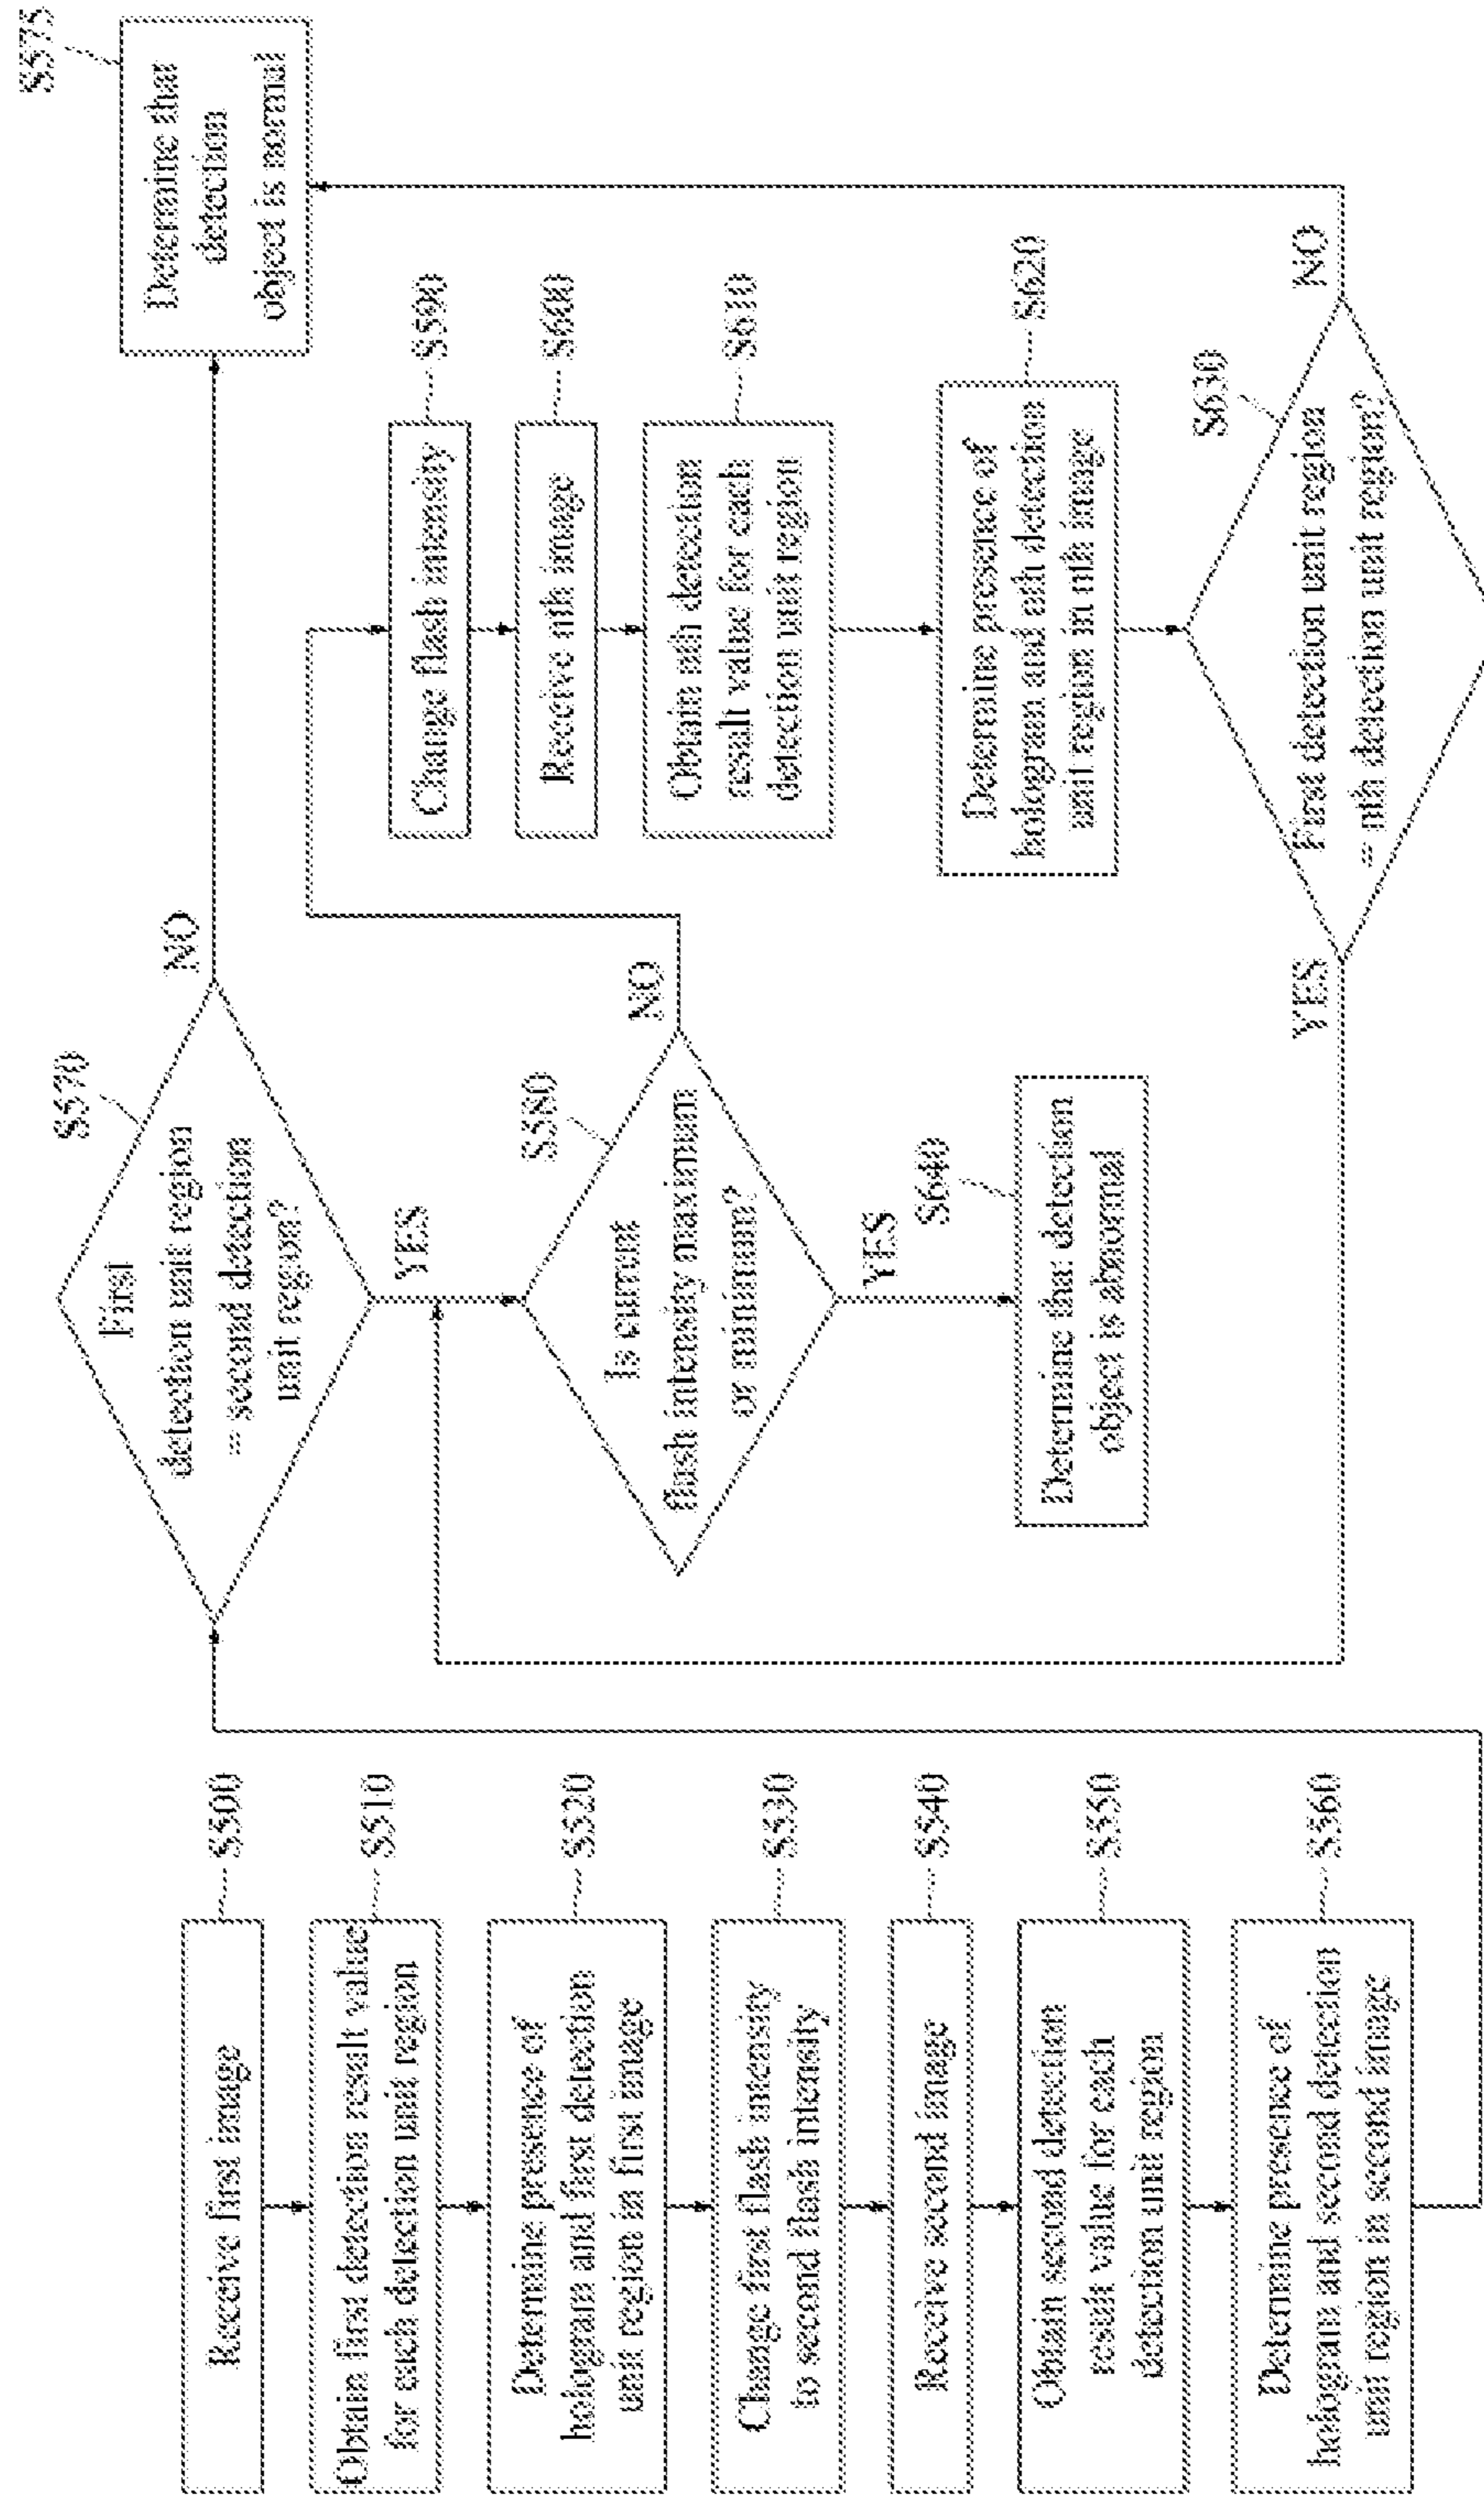 Receive first image
S500
Obtain first detection result value
for each detection unit region
S510
Determine presence of
hologram and first detection
unit region in first image
S520
Change first flash intensity
to second flash intensity
S530
Receive second image
S540
Obtain second detection
result value for each
detection unit region
S550
Determine presence of
hologram and second detection
unit region in second image
S560
First
detection unit region
= second detection
unit region?
S570
NO
YES
Determine that
detection
object is normal
S575
Is current
flash intensity maximum
or minimum?
S580
NO
YES
Determine that detection
object is abnormal
S640
Change flash intensity
S590
Receive nth image
S600
Obtain nth detection
result value for each
detection unit region
S610
Determine presence of
hologram and nth detection
unit region in nth image
S620
First detection unit region
= nth detection unit region?
S630
YES
NO